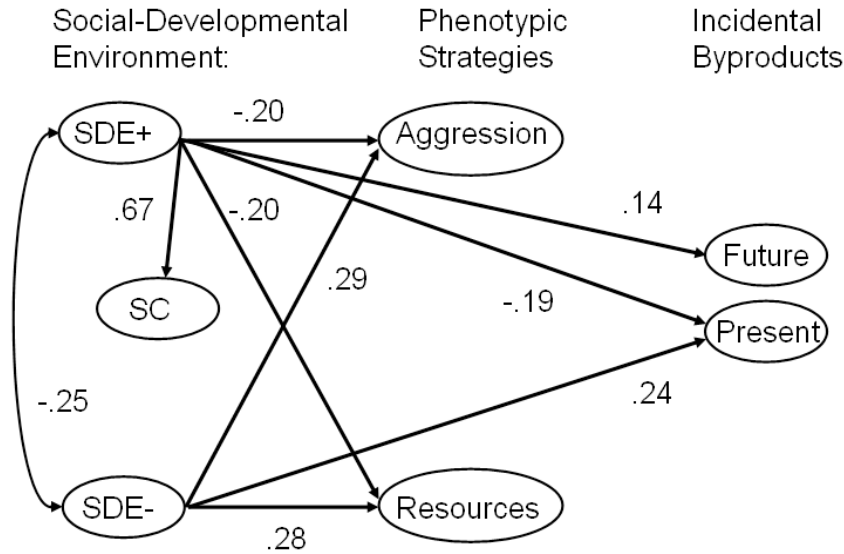 Social-Developmental
Environment:
Phenotypic
Strategies
Incidental
Byproducts
SDE+
-.20
Aggression
.67
-.20
.14
Future
SC
.29
-.19
Present
-.25
.24
SDE-
.28
Resources